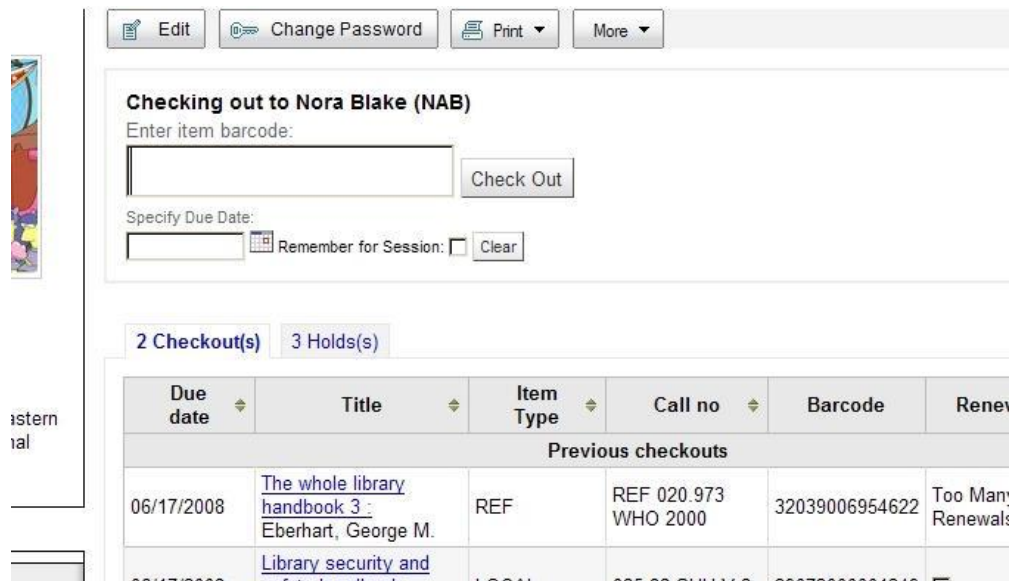 Edit Change Password Print More
Checking out to Nora Blake (NAB)
Enter item barcode:
Check Out
Specify Due Date:
Remember for Session: Clear
2 Checkout(s) 3 Holds(s)
Due date Title Item Type Call no Barcode
Previous checkouts
The whole library
06/17/2008 handbook 3 : REF REF 020.973 32039006954622 Too Many
Eberhart, George M. WHO 2000 Renewals
Library security and